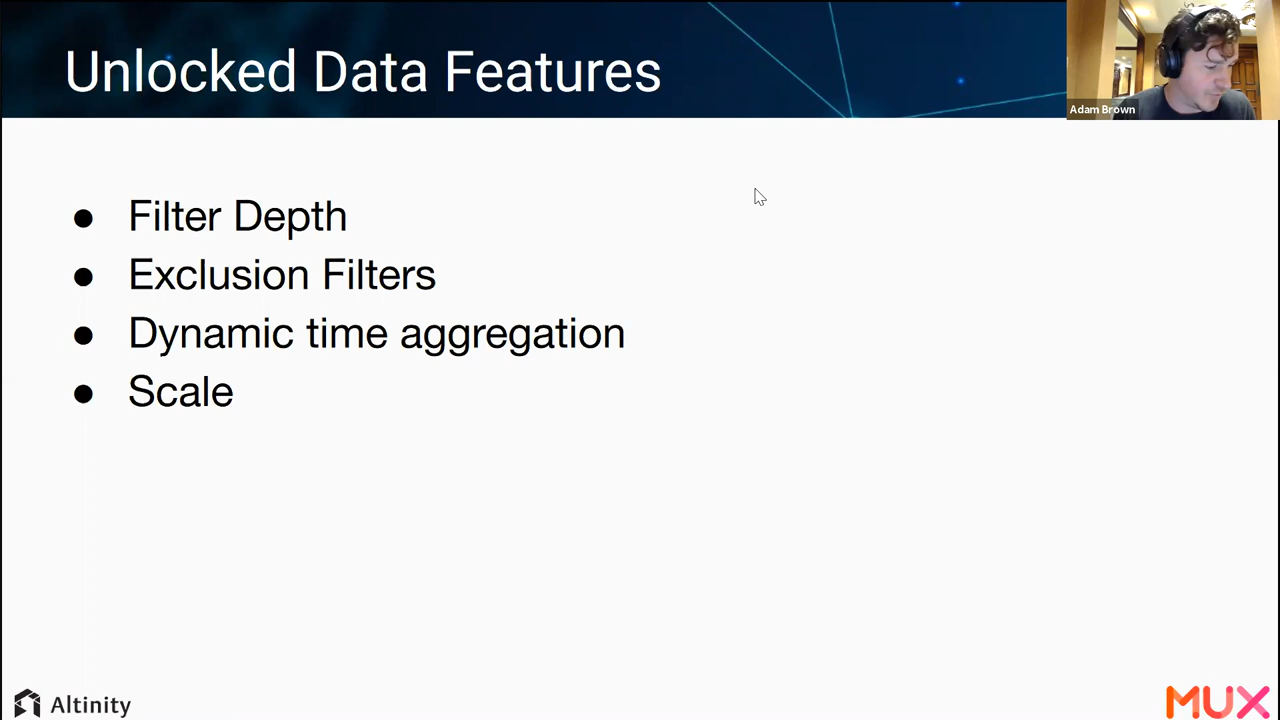 Unlocked Data Features
Adam Brown
● Filter Depth
● Exclusion Filters
● Dynamic time aggregation
● Scale
Altinity
MUX